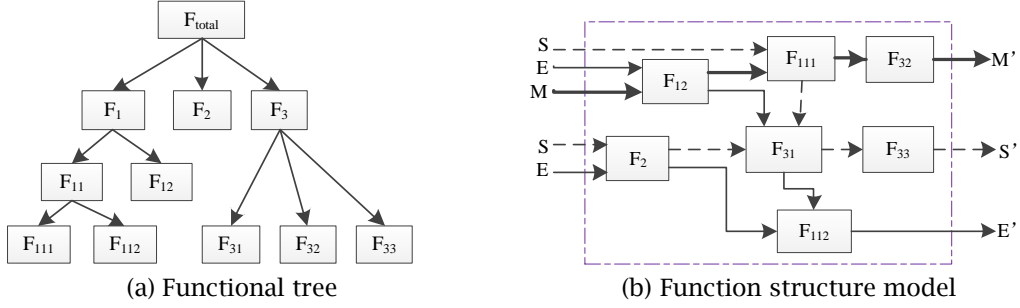 F_total
F_1
F_2
F_3
F_11
F_12
F_111
F_112
F_31
F_32
F_33
(a) Functional tree
S
E
M
F_12
F_111
F_32
M'
S
E
F_2
F_31
F_33
S'
F_112
E'
(b) Function structure model